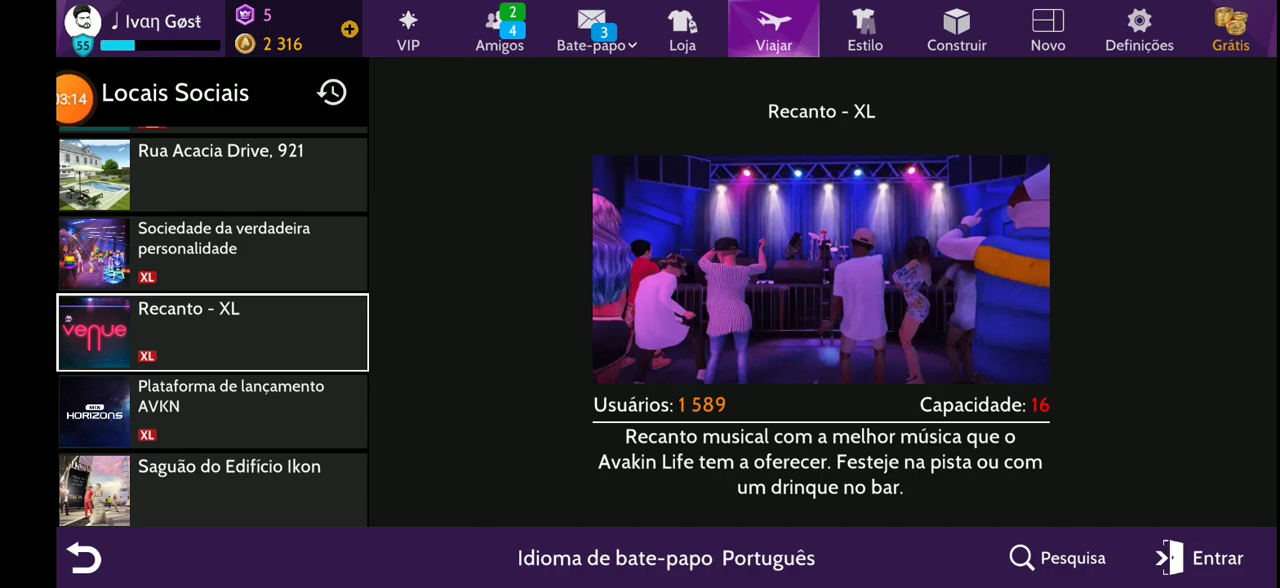 ♩ Ivaŋ Gøst
55
5
2 316
VIP
2
4
Amigos
3
Bate-papo
Loja
Viajar
Estilo
Construir
Novo
Definições
Grátis
03:14
Locais Sociais
Rua Acacia Drive, 921
Sociedade da verdadeira
personalidade
XL
venue
Recanto - XL
XL
HORIZONS
Plataforma de lançamento
AVKN
XL
Saguão do Edifício Ikon
Recanto - XL
Usuários: 1 589
Capacidade: 16
Recanto musical com a melhor música que o
Avakin Life tem a oferecer. Festeje na pista ou com
um drinque no bar.
Idioma de bate-papo Português
Pesquisa
Entrar